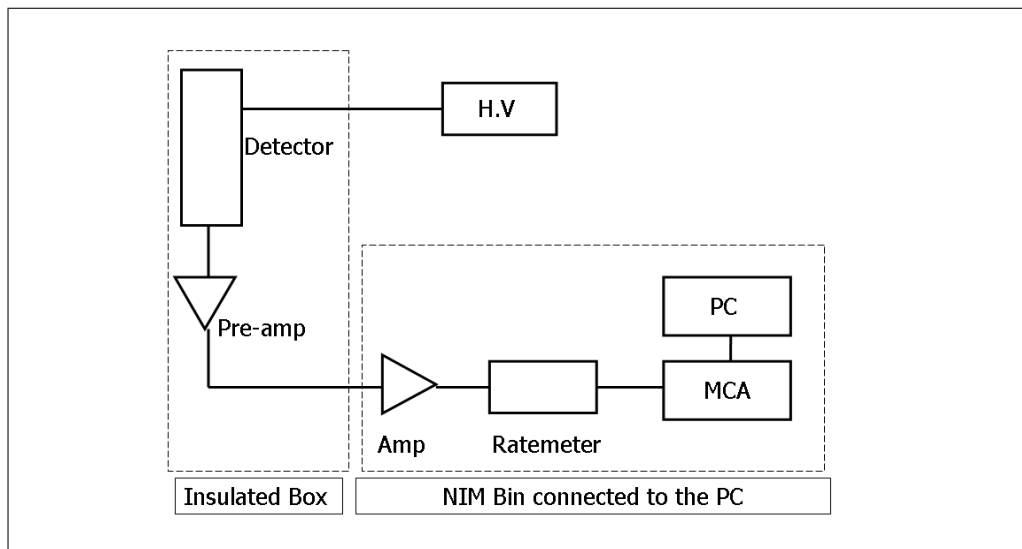 H.V
Detector
Pre-amp
PC
MCA
Amp
Ratemeter
Insulated Box
NIM Bin connected to the PC